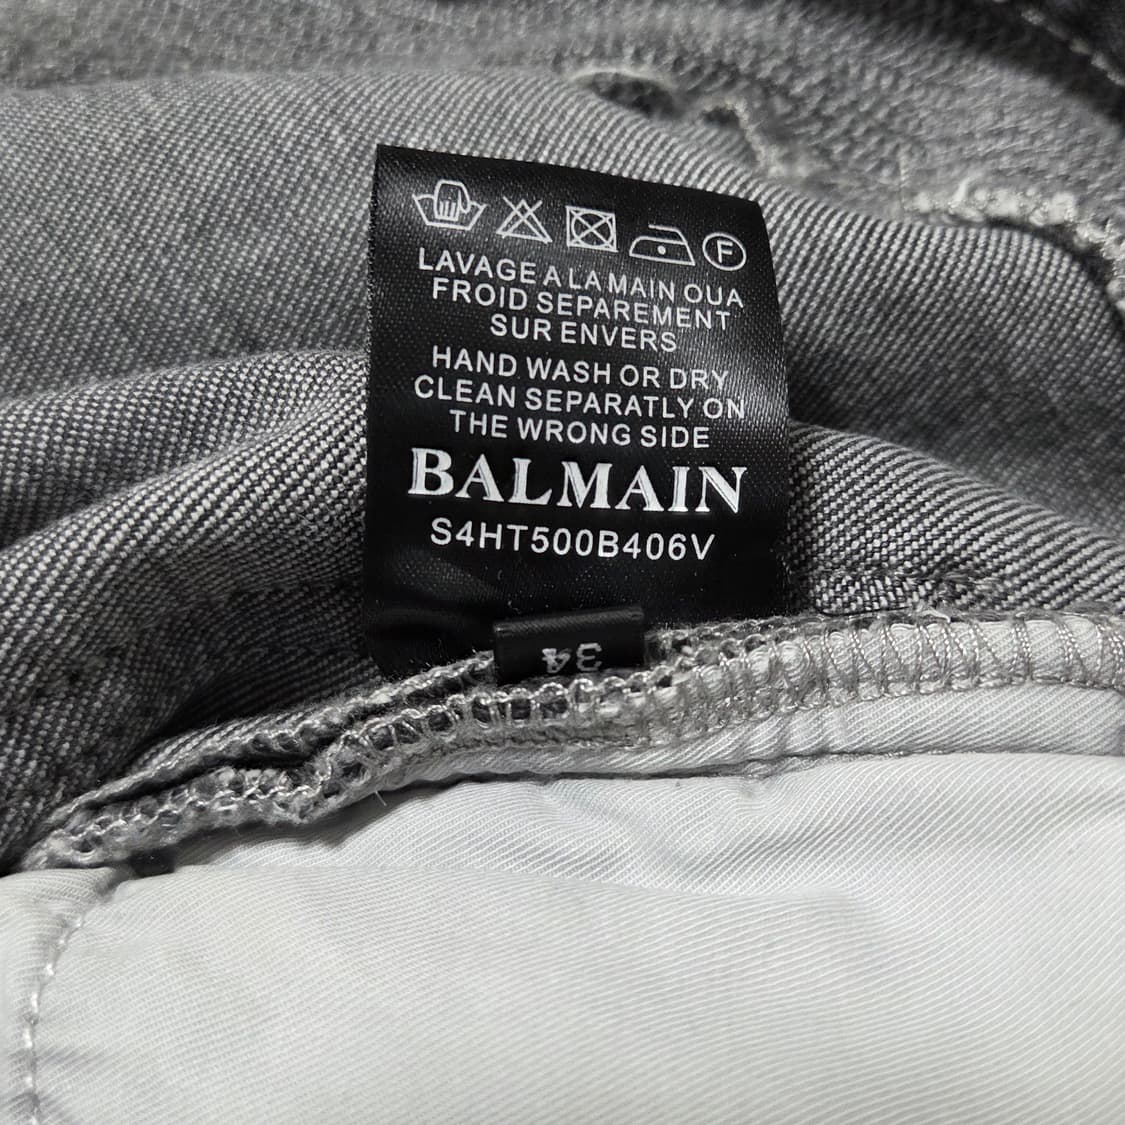 F
LAVAGE A LA MAIN OUA
FROID SEPAREMENT
SUR ENVERS
HAND WASH OR DRY
CLEAN SEPARATLY ON
THE WRONG SIDE
BALMAIN
S4HT500B406V
34